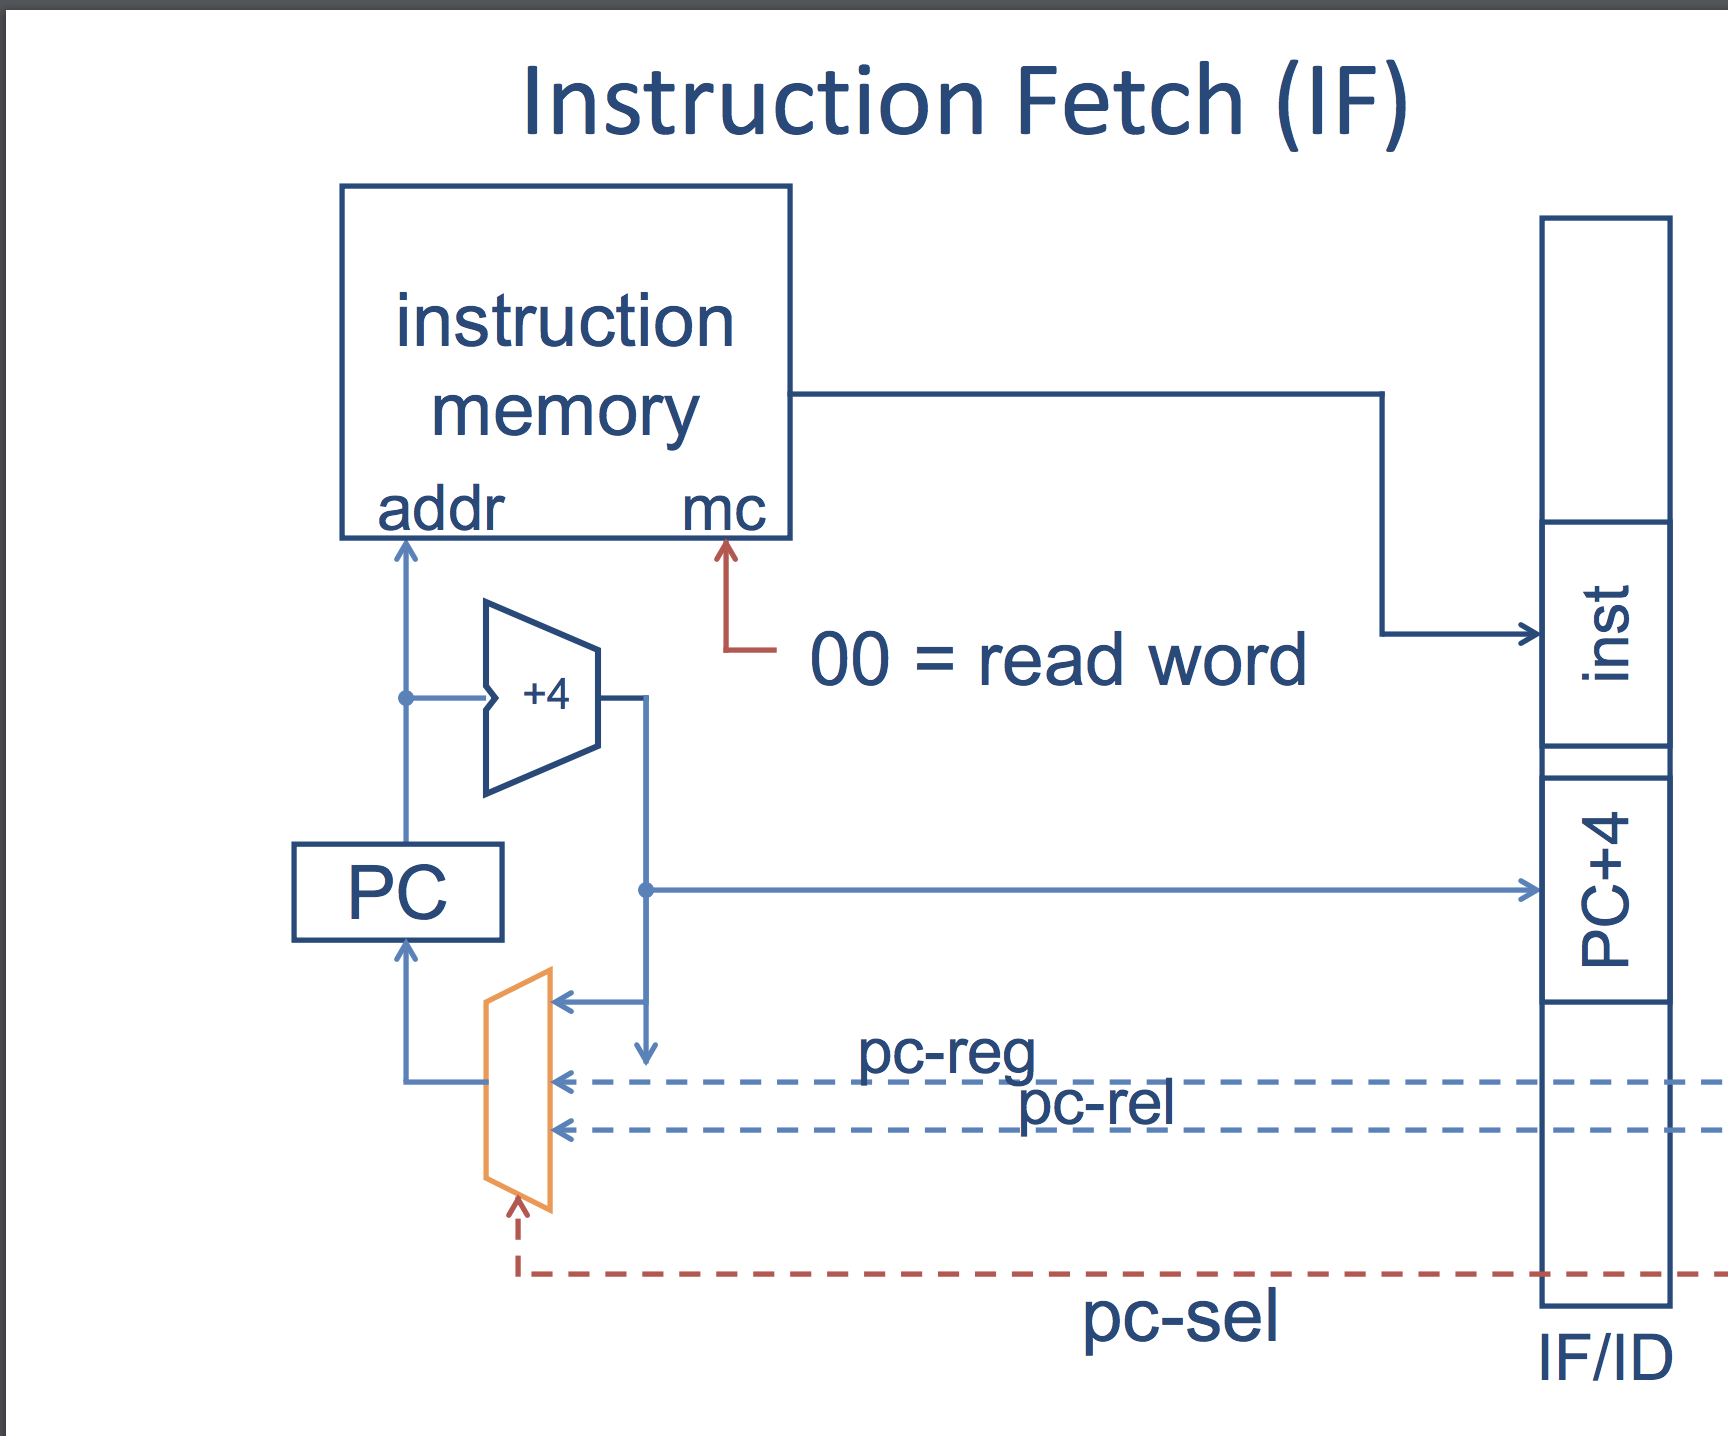 Instruction Fetch (IF)
instruction
memory
addr
mc
00 = read word
+4
inst
PC
PC+4
pc-reg
pc-rel
pc-sel
IF/ID